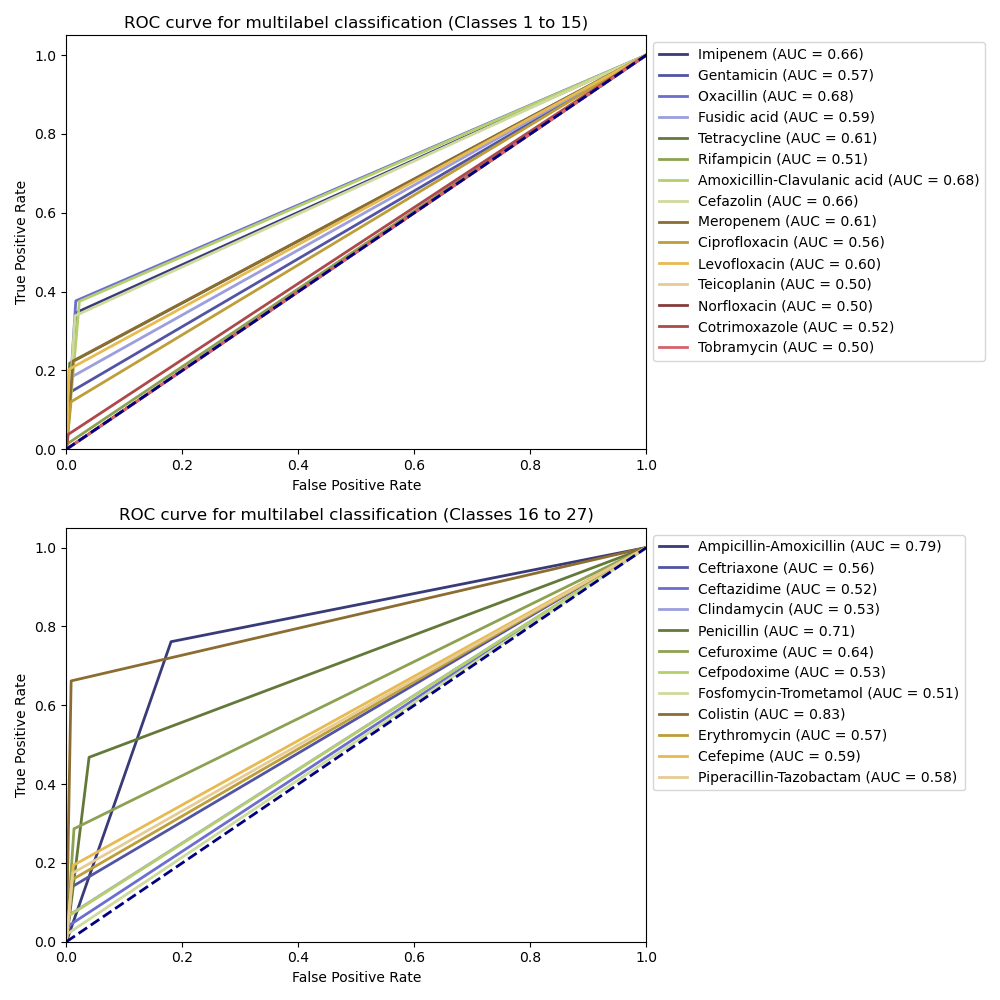 ROC curve for multilabel classification (Classes 1 to 15)
1.0
0.8
0.6
0.4
0.2
0.0
True Positive Rate
0.0 0.2 0.4 0.6 0.8 1.0
False Positive Rate
Imipenem (AUC = 0.66)
Gentamicin (AUC = 0.57)
Oxacillin (AUC = 0.68)
Fusidic acid (AUC = 0.59)
Tetracycline (AUC = 0.61)
Rifampicin (AUC = 0.51)
Amoxicillin-Clavulanic acid (AUC = 0.68)
Cefazolin (AUC = 0.66)
Meropenem (AUC = 0.61)
Ciprofloxacin (AUC = 0.56)
Levofloxacin (AUC = 0.60)
Teicoplanin (AUC = 0.50)
Norfloxacin (AUC = 0.50)
Cotrimoxazole (AUC = 0.52)
Tobramycin (AUC = 0.50)
ROC curve for multilabel classification (Classes 16 to 27)
1.0
0.8
0.6
0.4
0.2
0.0
True Positive Rate
0.0 0.2 0.4 0.6 0.8 1.0
False Positive Rate
Ampicillin-Amoxicillin (AUC = 0.79)
Ceftriaxone (AUC = 0.56)
Ceftazidime (AUC = 0.52)
Clindamycin (AUC = 0.53)
Penicillin (AUC = 0.71)
Cefuroxime (AUC = 0.64)
Cefpodoxime (AUC = 0.53)
Fosfomycin-Trometamol (AUC = 0.51)
Colistin (AUC = 0.83)
Erythromycin (AUC = 0.57)
Cefepime (AUC = 0.59)
Piperacillin-Tazobactam (AUC = 0.58)